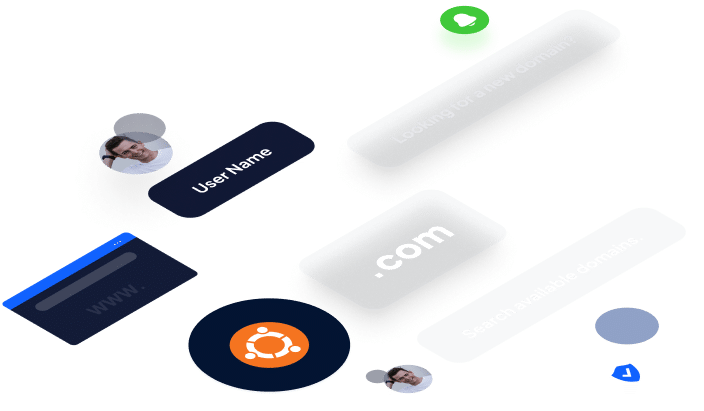 Looking for a new domain?
User Name
.com
www.
Search available domains.